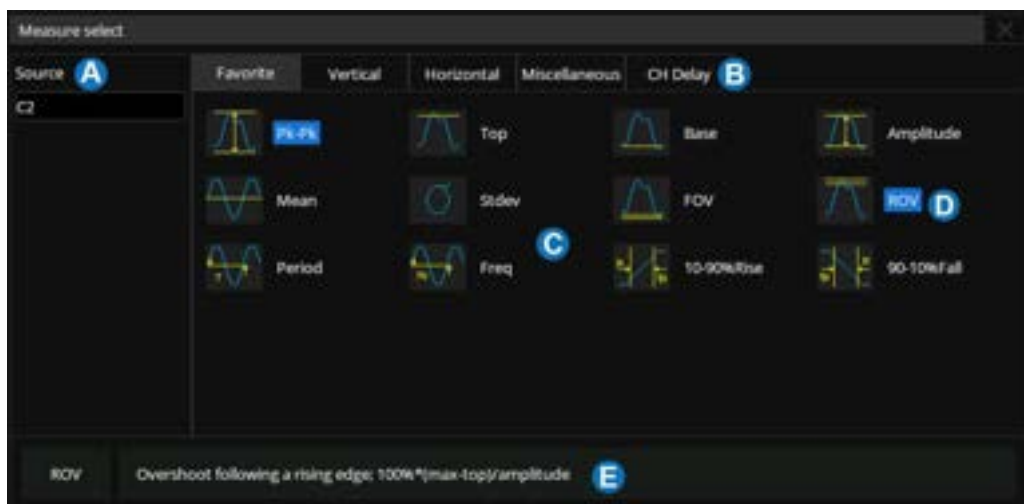 Measure select
Source A Favorite Vertical Horizontal Miscellaneous CH Delay B
C2
Pk-Pk Top Base Amplitude
Mean Stdev FOV ROV D
C
Period Freq 10-90%Rise 90-10%Fall
ROV Overshoot following a rising edge; 100%*(max-top)/amplitude E